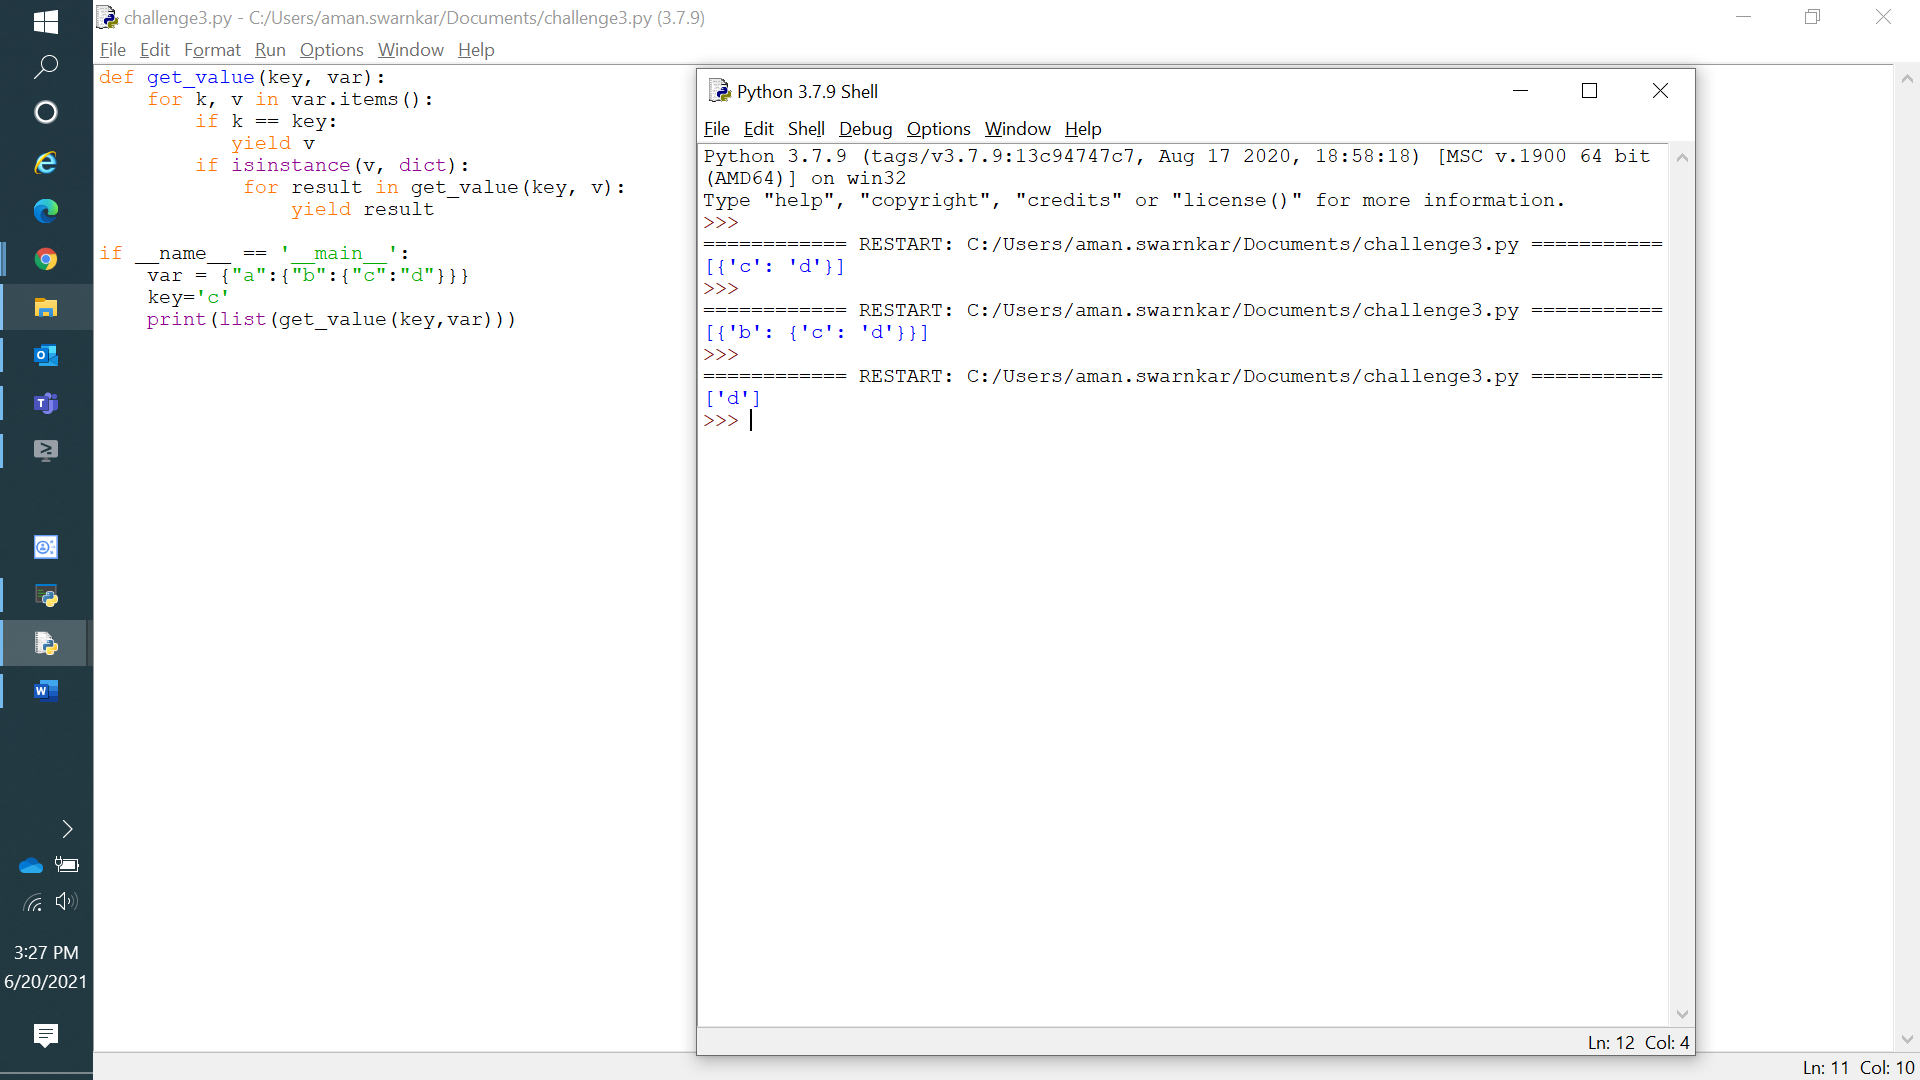 challenge3.py - C:/Users/aman.swarnkar/Documents/challenge3.py (3.7.9)
File Edit Format Run Options Window Help
def get_value(key, var):
    for k, v in var.items():
        if k == key:
           yield v
        if isinstance(v, dict):
            for result in get_value(key, v):
                yield result
if __name__ == '__main__':
    var = {"a":{"b":{"c":"d"}}}
    key='c'
    print(list(get_value(key,var)))
Python 3.7.9 Shell
File Edit Shell Debug Options Window Help
Python 3.7.9 (tags/v3.7.9:13c94747c7, Aug 17 2020, 18:58:18) [MSC v.1900 64 bit
(AMD64)] on win32
Type "help", "copyright", "credits" or "license()" for more information.
>>>
============ RESTART: C:/Users/aman.swarnkar/Documents/challenge3.py ===========
[{'c': 'd'}]
>>>
============ RESTART: C:/Users/aman.swarnkar/Documents/challenge3.py ===========
[{'b': {'c': 'd'}}]
>>>
============ RESTART: C:/Users/aman.swarnkar/Documents/challenge3.py ===========
['d']
>>>
Ln: 12 Col: 4
Ln: 11 Col: 10
3:27 PM
6/20/2021